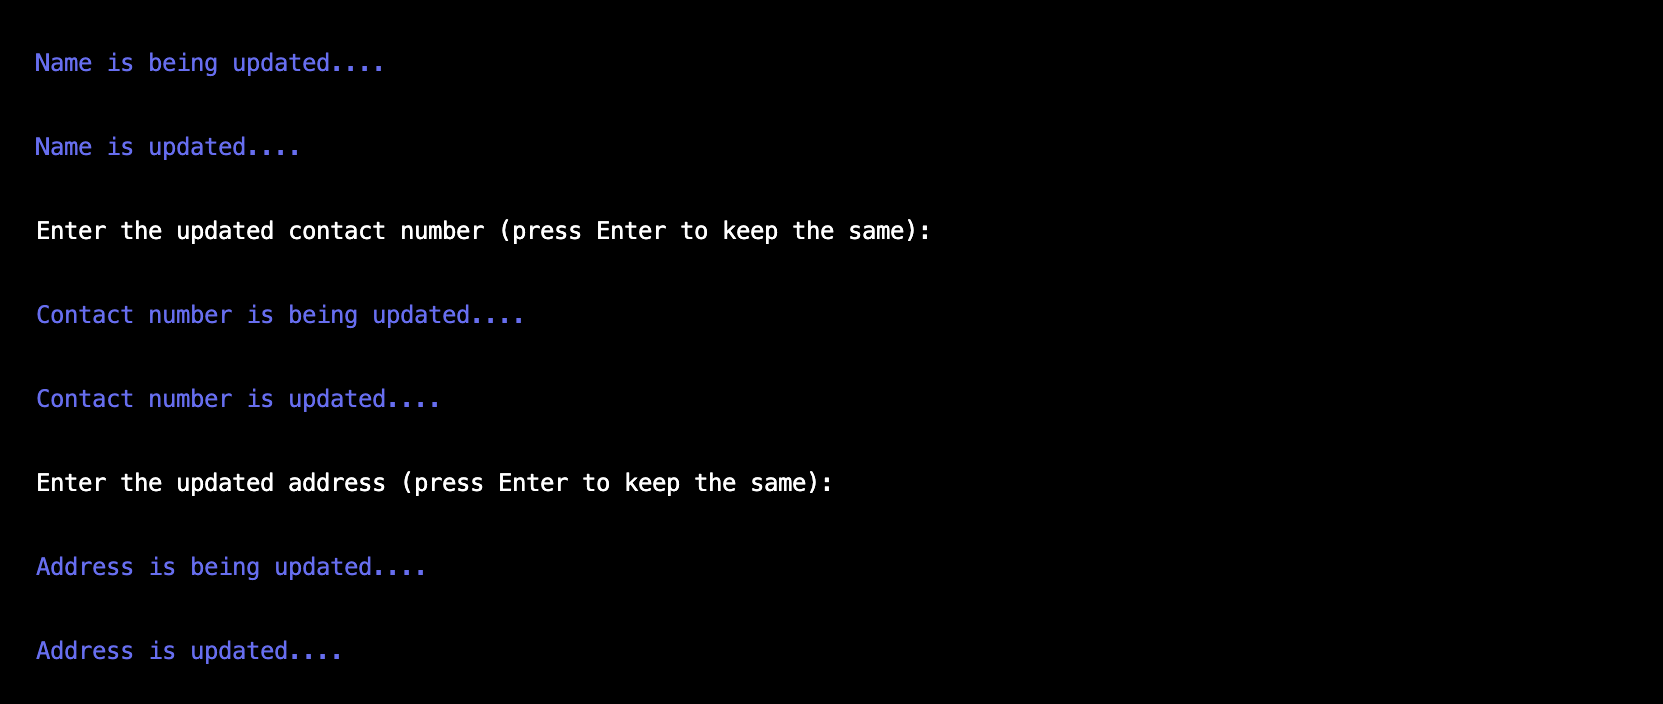 Name is being updated....
Name is updated....
Enter the updated contact number (press Enter to keep the same):
Contact number is being updated....
Contact number is updated....
Enter the updated address (press Enter to keep the same):
Address is being updated....
Address is updated....